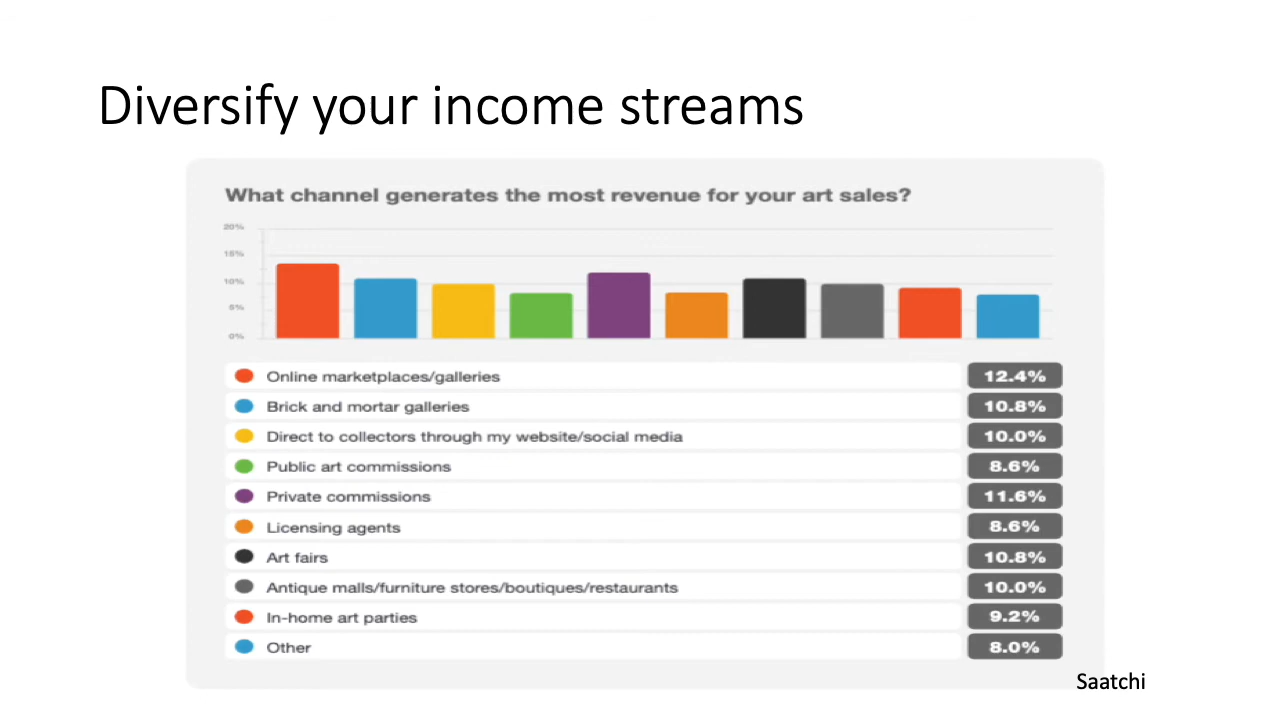 Diversify your income streams
What channel generates the most revenue for your art sales?
20%
15%
10%
5%
0%
Online marketplaces/galleries 12.4%
Brick and mortar galleries 10.8%
Direct to collectors through my website/social media 10.0%
Public art commissions 8.6%
Private commissions 11.6%
Licensing agents 8.6%
Art fairs 10.8%
Antique malls/furniture stores/boutiques/restaurants 10.0%
In-home art parties 9.2%
Other 8.0%
Saatchi